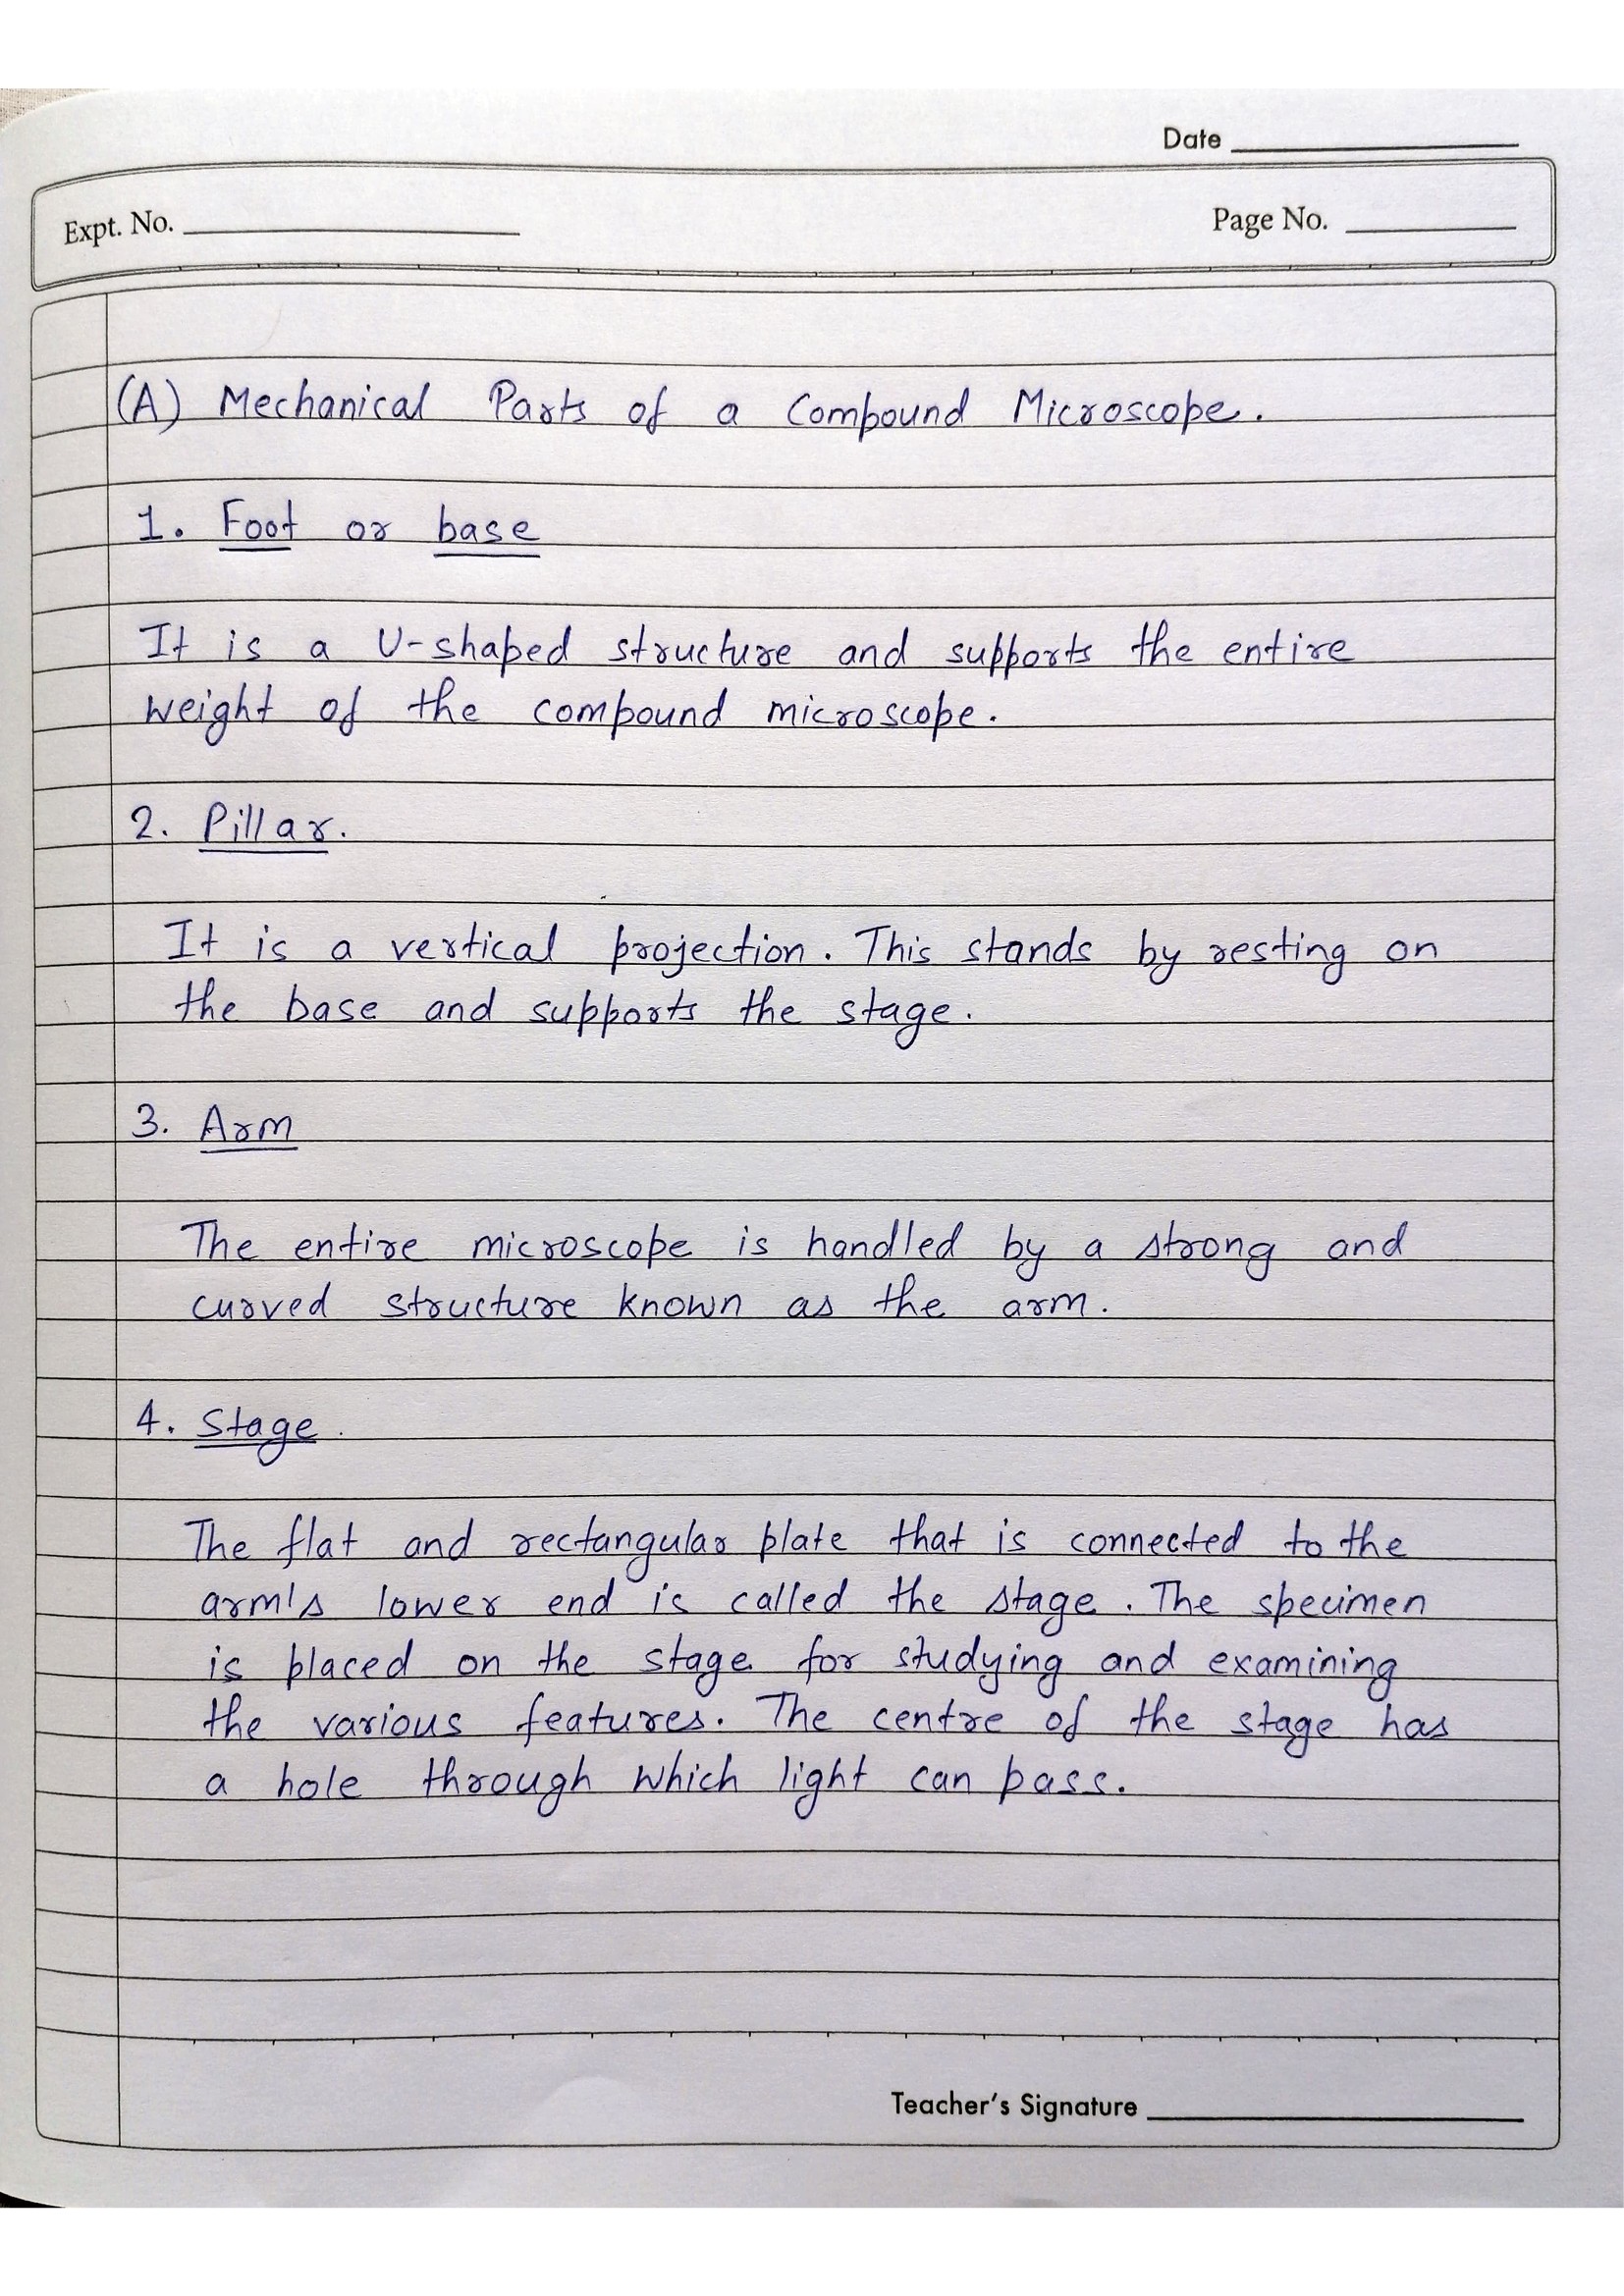 Date
Expt. No.
Page No.
(A) Mechanical Parts of a Compound Microscope.
1. Foot or base
It is a U-shaped structure and supports the entire
weight of the compound microscope.
2. Pillar.
It is a vertical projection. This stands by resting on
the base and supports the stage.
3. Arm
The entire microscope is handled by a strong and
curved structure known as the arm.
4. Stage.
The flat and rectangular plate that is connected to the
arm's lower end is called the stage. The specimen
is placed on the stage for studying and examining
the various features. The centre of the stage has
a hole through which light can pass.
Teacher's Signature